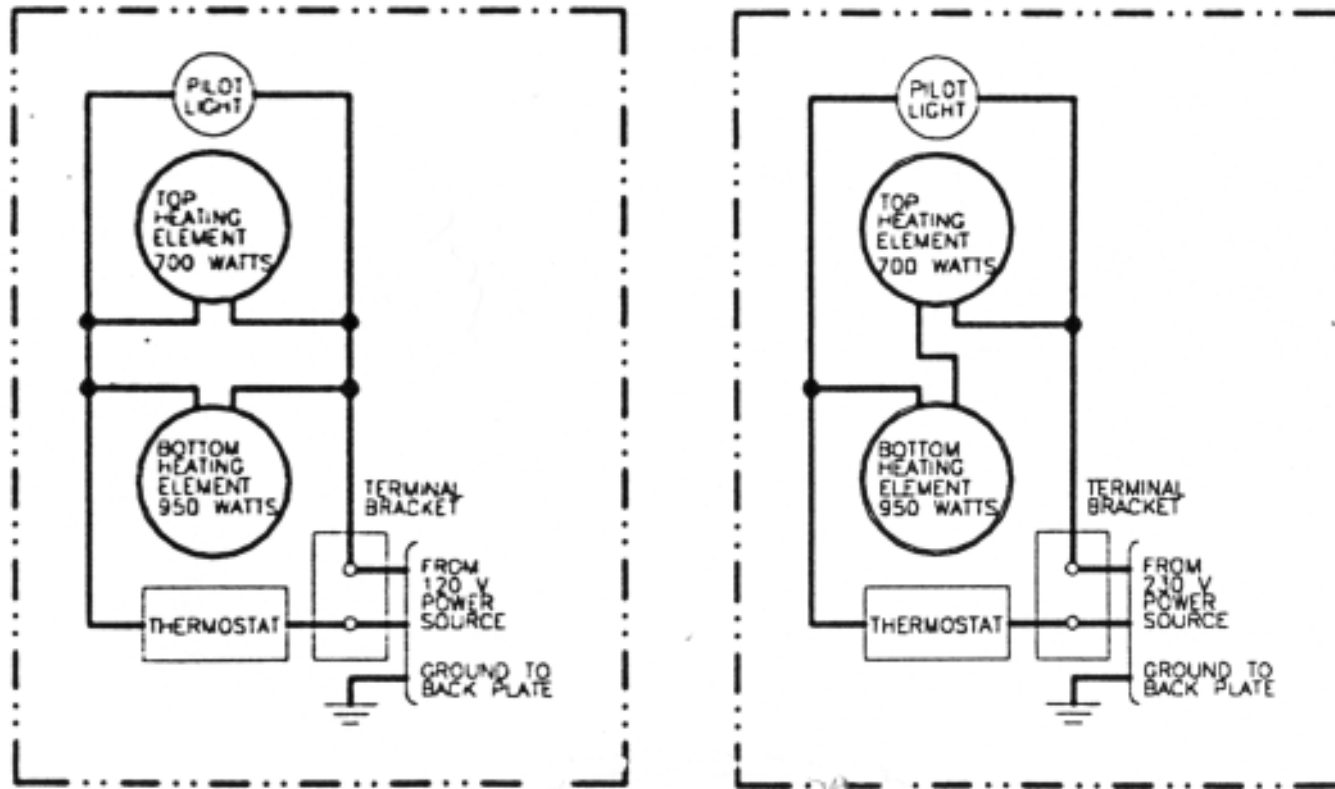 PILOT
LIGHT
TOP
HEATING
ELEMENT
700 WATTS
BOTTOM
HEATING
ELEMENT
950 WATTS
TERMINAL
BRACKET
FROM
120 V
POWER
SOURCE
THERMOSTAT
GROUND TO
BACK PLATE
PILOT
LIGHT
TOP
HEATING
ELEMENT
700 WATTS
BOTTOM
HEATING
ELEMENT
950 WATTS
TERMINAL
BRACKET
FROM
230 V
POWER
SOURCE
THERMOSTAT
GROUND TO
BACK PLATE